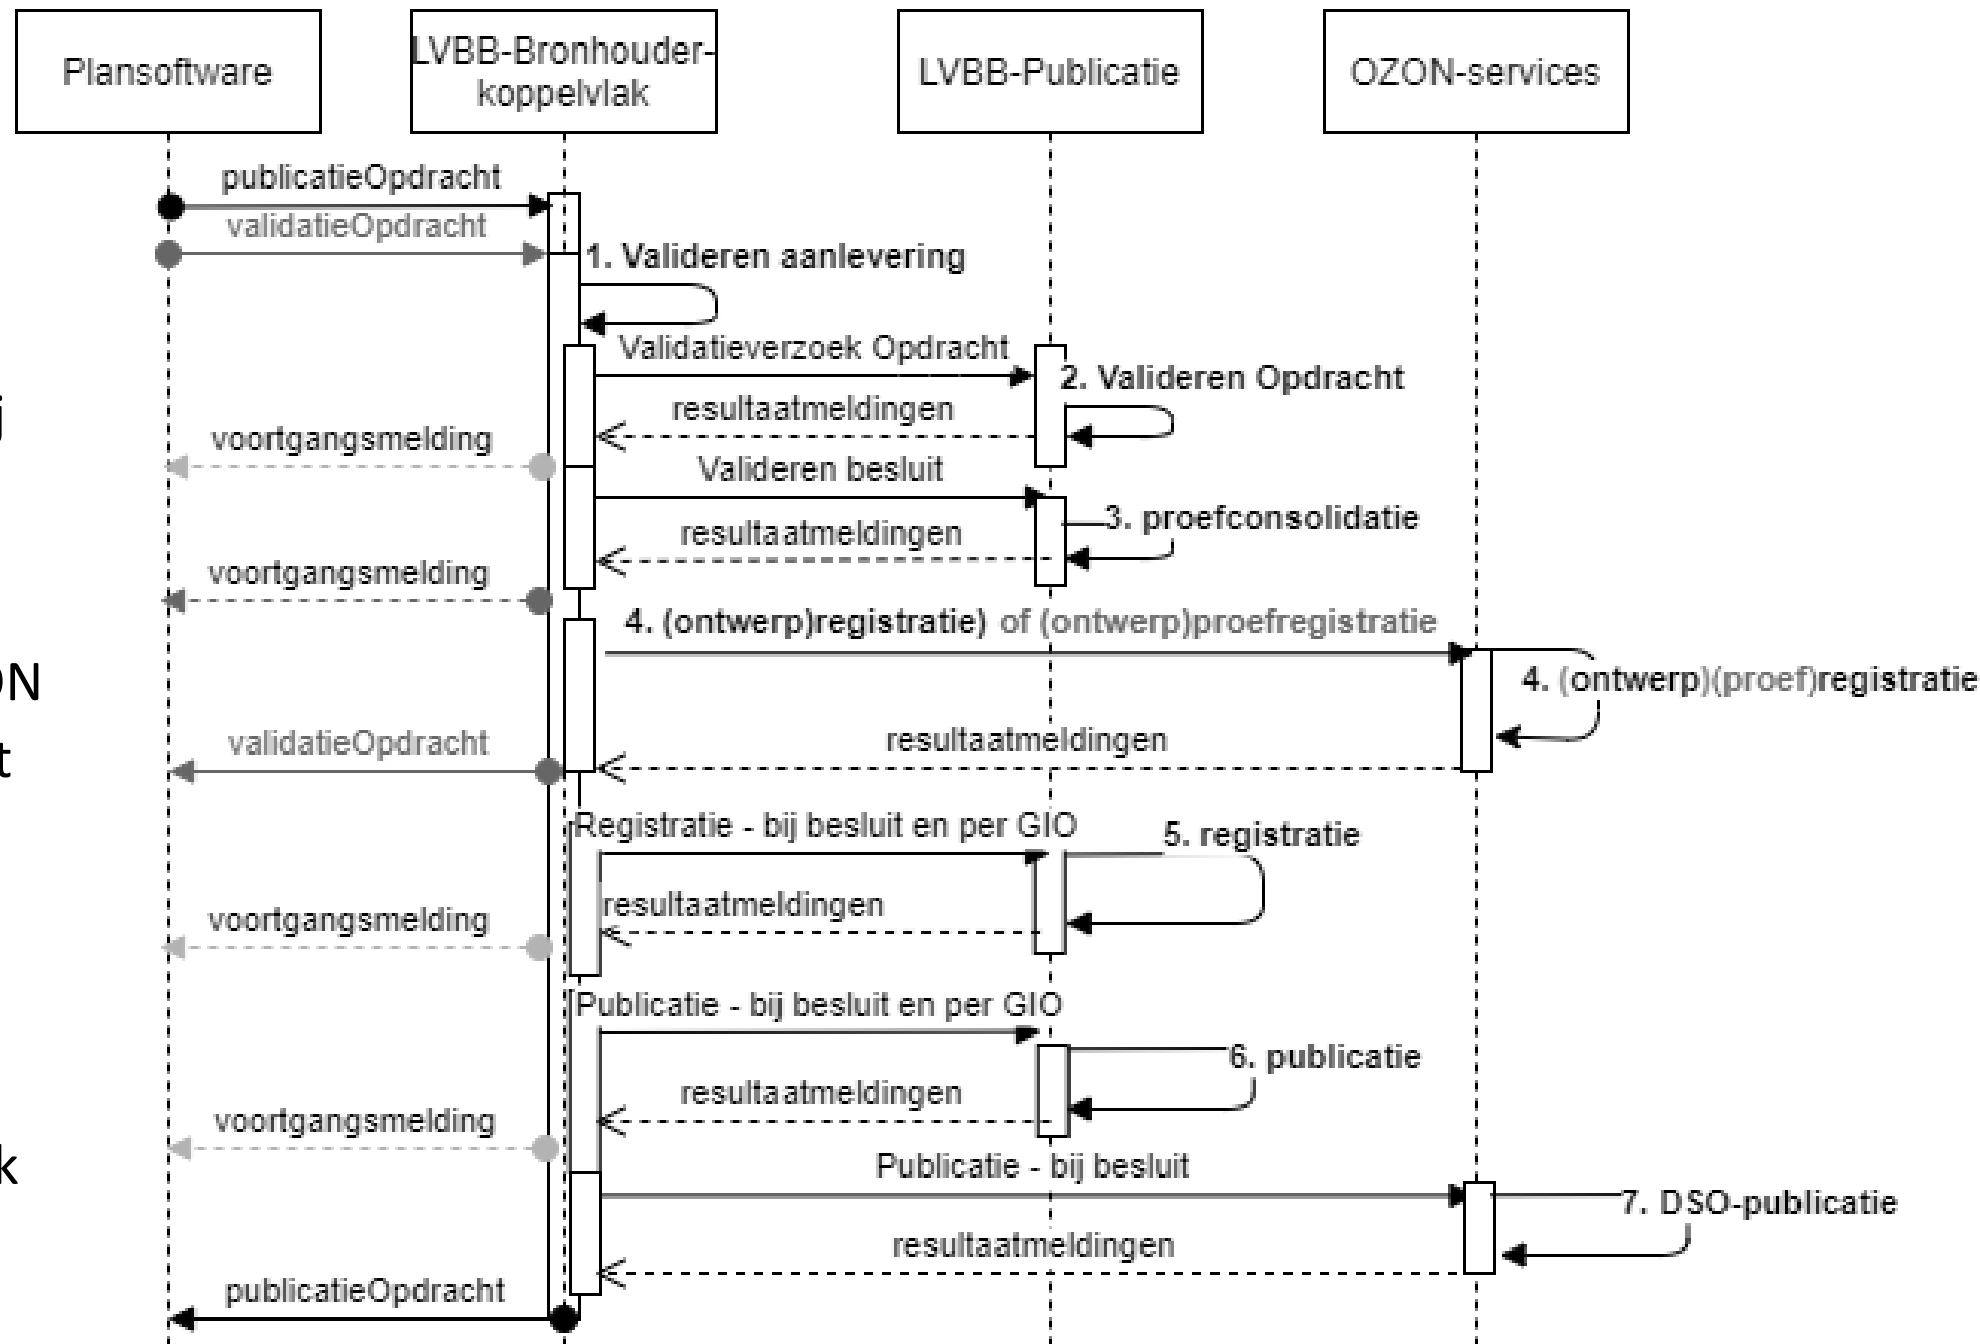 Plansoftware
LVBB-Bronhouder-
koppelvlak
LVBB-Publicatie
OZON-services
publicatieOpdracht
validatieOpdracht
1. Valideren aanlevering
Validatieverzoek Opdracht
2. Valideren Opdracht
resultaatmeldingen
j
voortgangsmelding
Valideren besluit
3. proefconsolidatie
resultaatmeldingen
voortgangsmelding
4. (ontwerp)registratie) of (ontwerp)proefregistratie
ON
4. (ontwerp)(proef)registratie
validatieOpdracht
resultaatmeldingen
t
Registratie - bij besluit en per GIO
5. registratie
resultaatmeldingen
voortgangsmelding
Publicatie - bij besluit en per GIO
6. publicatie
resultaatmeldingen
voortgangsmelding
k
Publicatie - bij besluit
7. DSO-publicatie
resultaatmeldingen
publicatieOpdracht